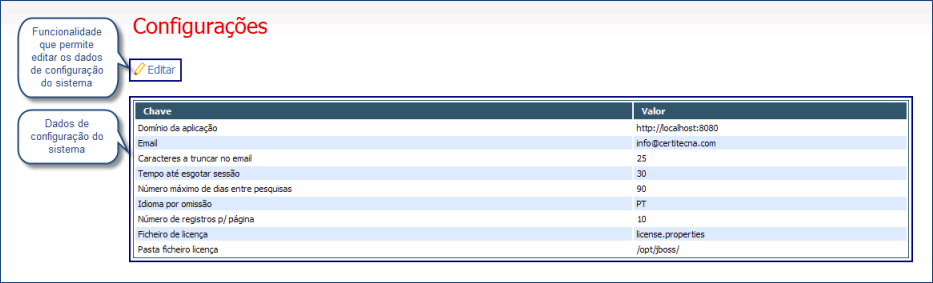 Configurações
Funcionalidade
que permite
editar os dados
de configuração
do sistema
Editar
Dados de
configuração do
sistema
Chave Valor
Domínio da aplicação http://localhost:8080
Email info@certitecna.com
Caracteres a truncar no email 25
Tempo até esgotar sessão 30
Número máximo de dias entre pesquisas 90
Idioma por omissão PT
Número de registros p/ página 10
Ficheiro de licença license.properties
Pasta ficheiro licença /opt/jboss/